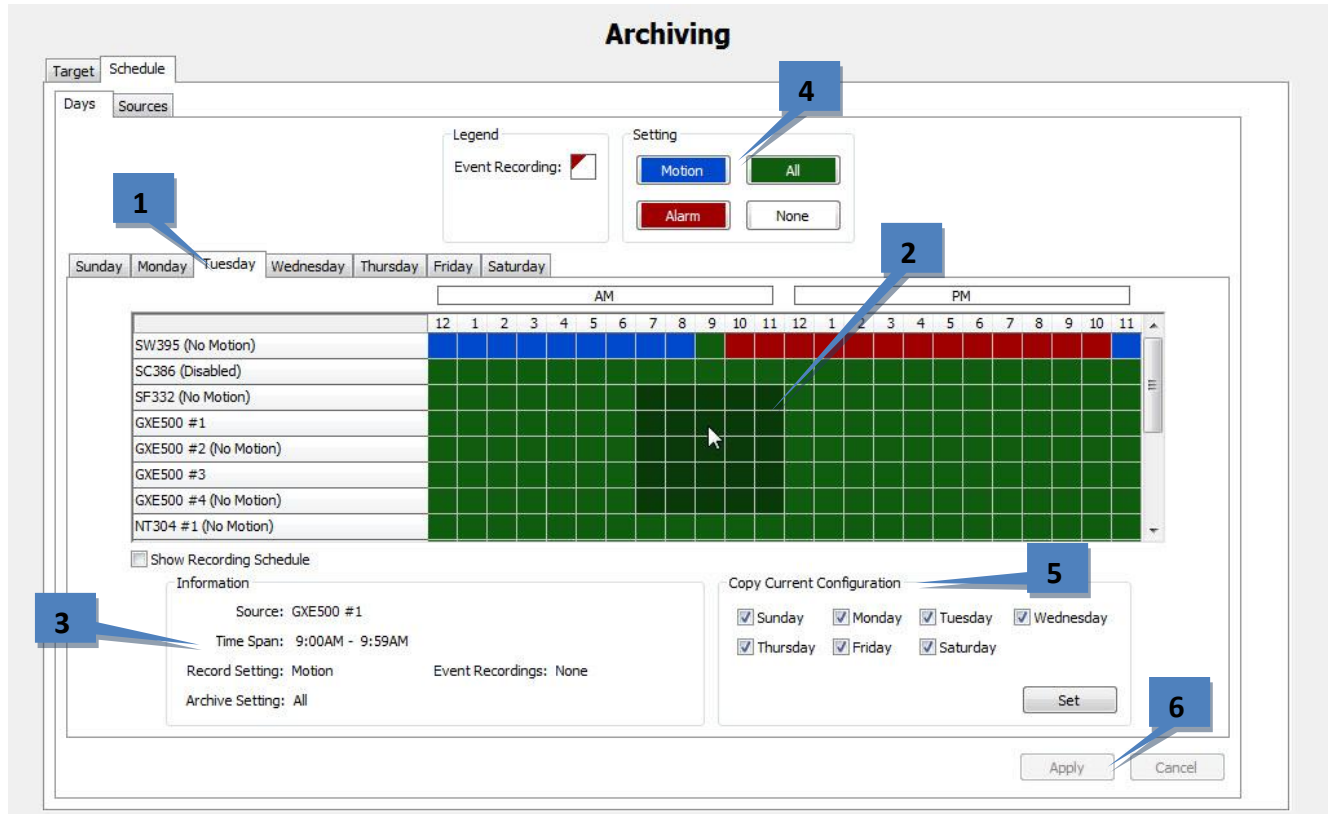 Archiving
Target Schedule
Days Sources
4
Legend
Setting
Event Recording:
Motion All
Alarm None
1
2
Sunday Monday Tuesday Wednesday Thursday Friday Saturday
AM PM
12 1 2 3 4 5 6 7 8 9 10 11 12 1 2 3 4 5 6 7 8 9 10 11
SW395 (No Motion)
SC386 (Disabled)
SF332 (No Motion)
GXE500 #1
GXE500 #2 (No Motion)
GXE500 #3
GXE500 #4 (No Motion)
NT304 #1 (No Motion)
Show Recording Schedule
Information
3
Source: GXE500 #1
Time Span: 9:00AM - 9:59AM
Record Setting: Motion Event Recordings: None
Archive Setting: All
Copy Current Configuration
5
Sunday Monday Tuesday Wednesday
Thursday Friday Saturday
Set
6
Apply Cancel